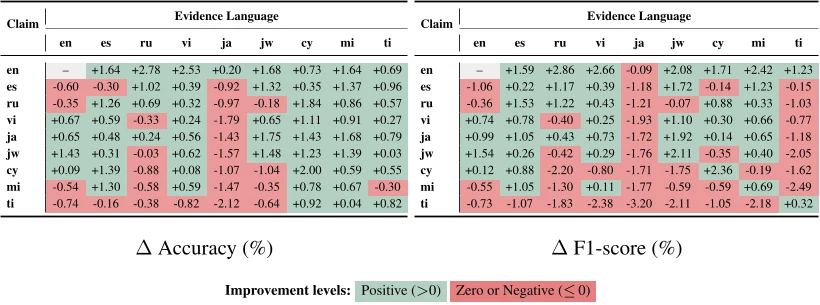 Claim Evidence Language Evidence Language
en es ru vi ja jw cy mi ti en es ru vi ja jw cy mi ti
en – +1.64 +2.78 +2.53 +0.20 +1.68 +0.73 +1.64 +0.69 – +1.59 +2.86 +2.66 -0.09 +2.08 +1.71 +2.42 +1.23
es -0.60 -0.30 +1.02 +0.39 -0.92 +1.32 +0.35 +1.37 +0.96 -1.06 +0.22 +1.17 +0.39 -1.18 +1.72 -0.14 +1.23 -0.15
ru -0.35 +1.26 +0.69 +0.32 -0.97 -0.18 +1.84 +0.86 +0.57 -0.36 +1.53 +1.22 +0.43 -1.21 -0.07 +0.88 +0.33 -1.03
vi +0.67 +0.59 -0.33 +0.24 -1.79 +0.65 +1.11 +0.91 +0.27 +0.74 +0.78 -0.40 +0.25 -1.93 +1.10 +0.30 +0.66 -0.77
ja +0.65 +0.48 +0.24 +0.56 -1.43 +1.75 +1.43 +1.68 +0.79 +0.99 +1.05 +0.43 +0.73 -1.72 +1.92 +0.14 +0.65 -1.18
jw +1.43 +0.31 -0.03 +0.62 -1.57 +1.48 +1.23 +1.39 +0.03 +1.54 +0.26 -0.42 +0.29 -1.76 +2.11 -0.35 +0.40 -2.05
cy +0.09 +1.39 -0.88 +0.08 -1.07 -1.04 +2.00 +0.59 +0.55 +0.12 +0.88 -2.20 -0.80 -1.71 -1.75 +2.36 -0.19 -1.62
mi -0.54 +1.30 -0.58 +0.59 -1.47 -0.35 +0.78 +0.67 -0.30 -0.55 +1.05 -1.30 +0.11 -1.77 -0.59 -0.59 +0.69 -2.49
ti -0.74 -0.16 -0.38 -0.82 -2.12 -0.64 +0.92 +0.04 +0.82 -0.73 -1.07 -1.83 -2.38 -3.20 -2.11 -1.05 -2.18 +0.32
Δ Accuracy (%) Δ F1-score (%)
Improvement levels: Positive (>0) Zero or Negative (≤ 0)